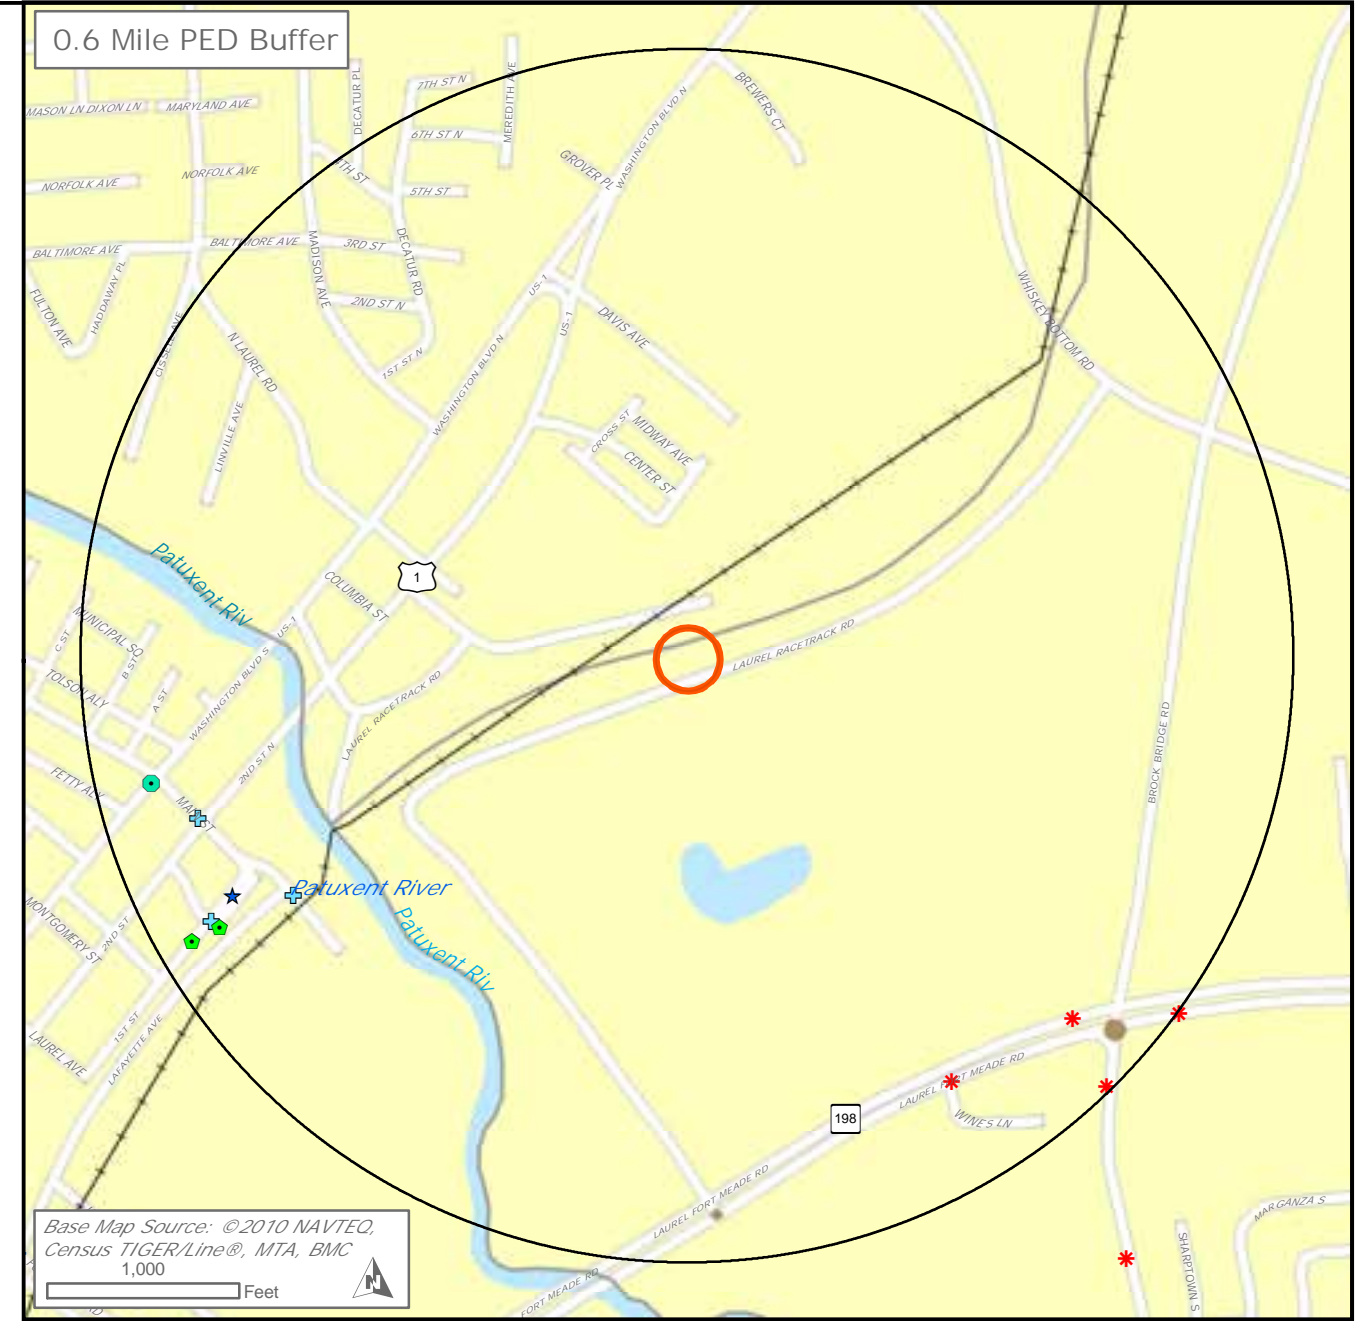 0.6 Mile PED Buffer
MASON LN DIXON LN
MARYLAND AVE
DECATUR PL
7TH ST N
6TH ST N
MEREDITH AVE
BREWERS CT
WASHINGTON BLVD N
GROVER PL
NORFOLK AVE
NORFOLK AVE
5TH ST
BALTIMORE AVE
BALTIMORE AVE
3RD ST
MADISON AVE
DECATUR RD
FULTON AVE
HADDAWAY PL
2ND ST N
1ST ST N
US-1
US-1
DAVIS AVE
WHISKEY BOTTOM RD
CISSELL AVE
N LAUREL RD
LINVILLE AVE
WASHINGTON BLVD N
CROSS ST
MIDWAY AVE
CENTER ST
Patuxent Riv
1
COLUMBIA ST
US-1
MUNICIPAL SQ
C ST
B ST
A ST
TOLSON ALY
WASHINGTON BLVD S
LAUREL RACETRACK RD
LAUREL RACETRACK RD
2ND ST N
FETTY ALY
MAIN ST
BROCK BRIDGE RD
Patuxent River
Patuxent Riv
MONTGOMERY ST
2ND ST
1ST ST
LAFAYETTE AVE
LAUREL AVE
LAUREL FORT MEADE RD
WINES LN
198
LAUREL FORT MEADE RD
FORT MEADE RD
MARGANZA S
SHARPTOWN S
Base Map Source: ©2010 NAVTEQ,
Census TIGER/Line®, MTA, BMC
1,000
Feet
N